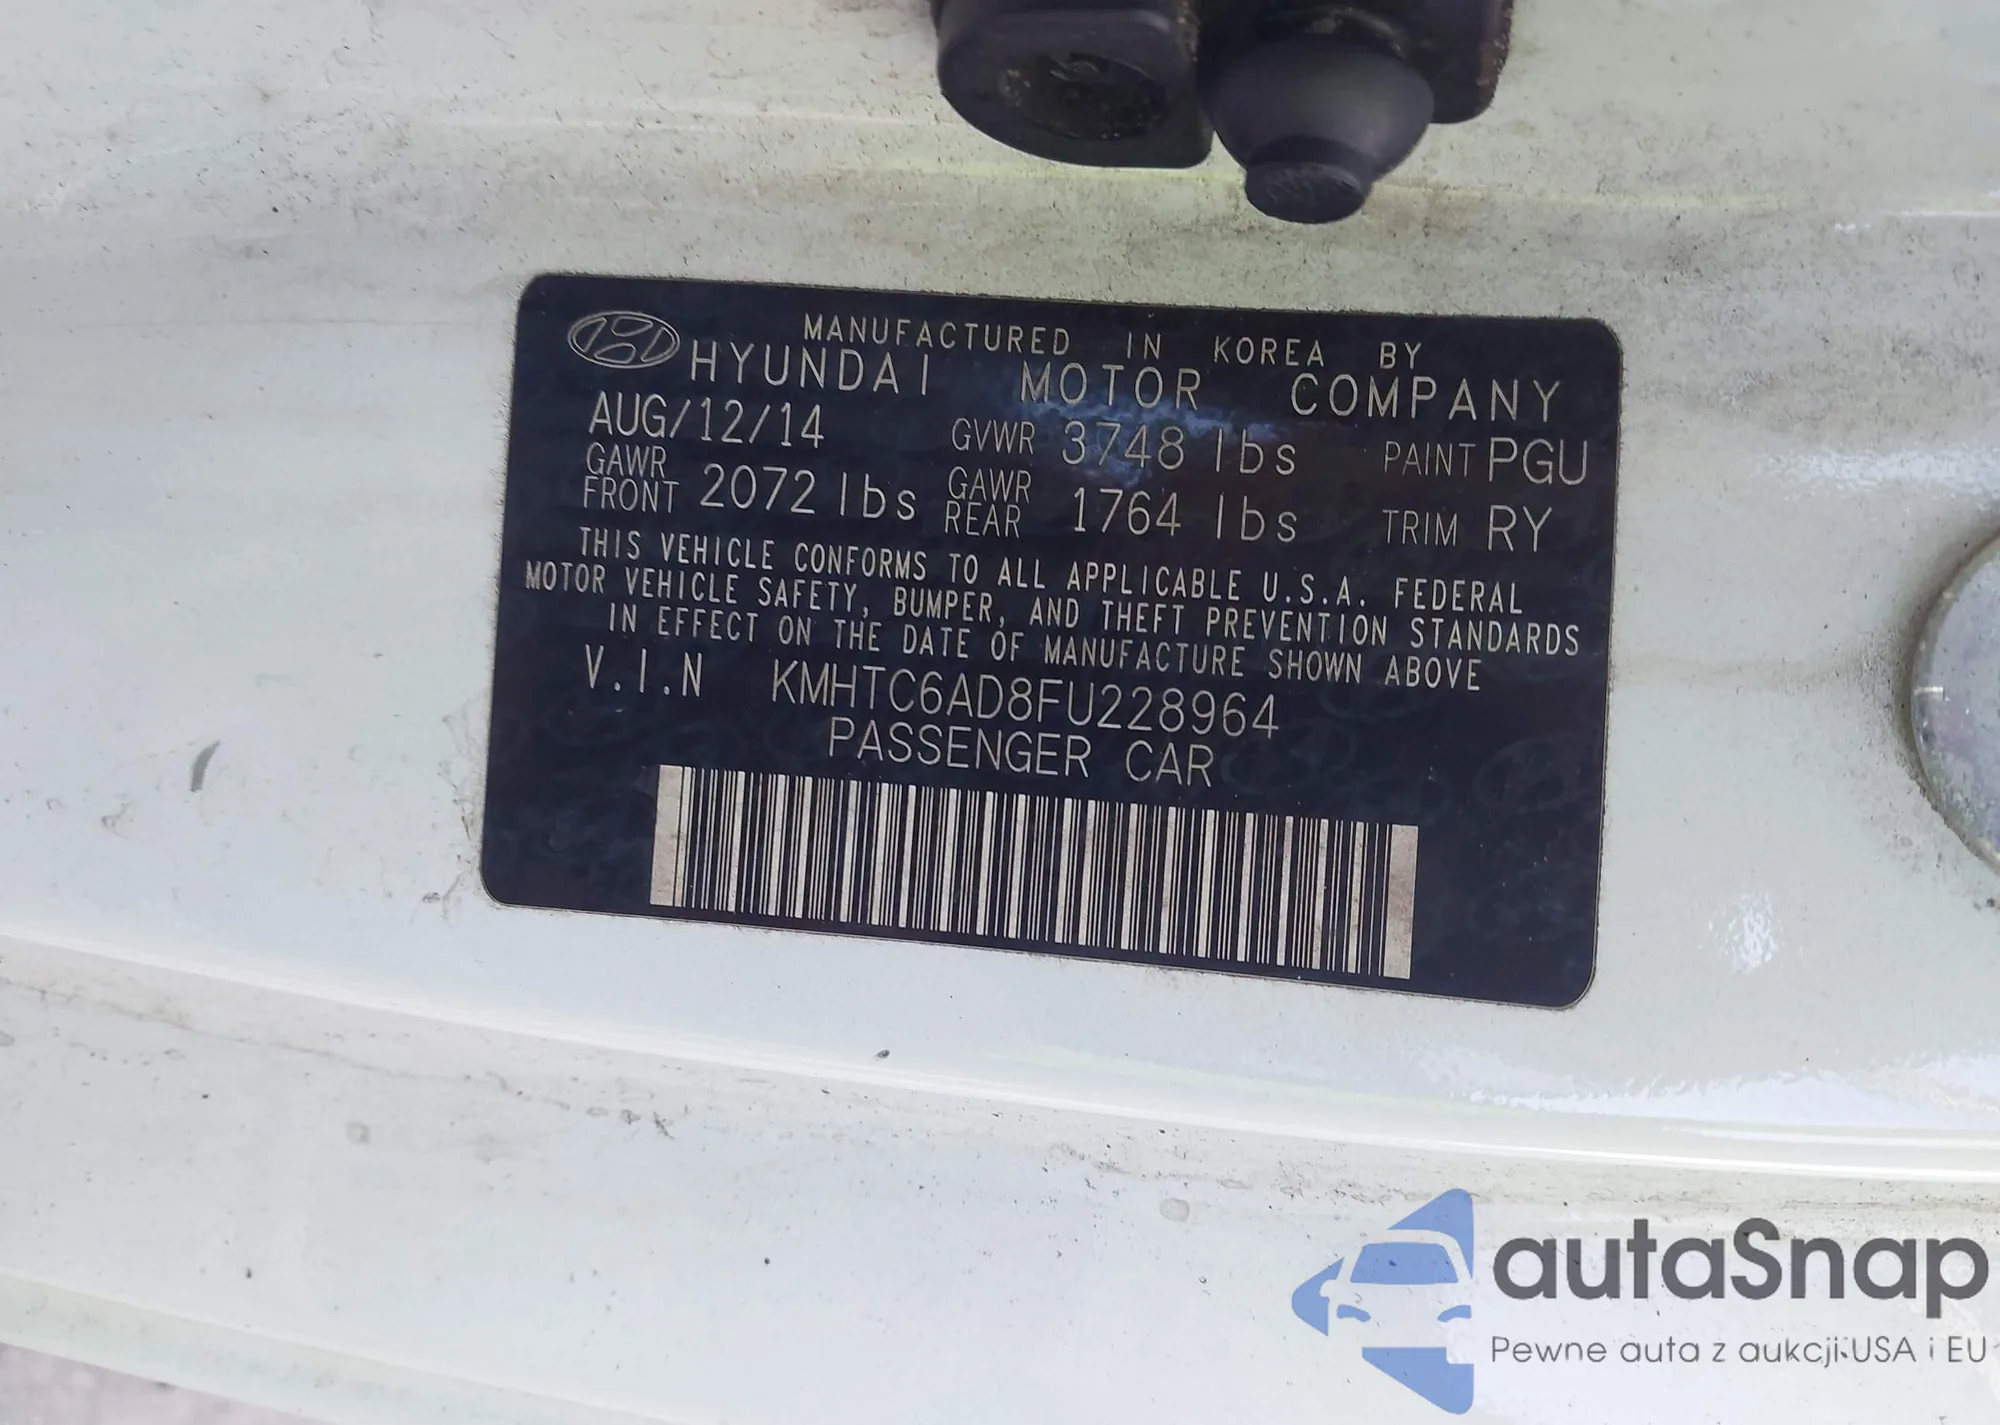 MANUFACTURED IN KOREA BY
HYUNDAI MOTOR COMPANY
AUG/12/14 GVWR 3748 lbs PAINT PGU
GAWR FRONT 2072 lbs GAWR REAR 1764 lbs TRIM RY
THIS VEHICLE CONFORMS TO ALL APPLICABLE U.S.A. FEDERAL
MOTOR VEHICLE SAFETY, BUMPER, AND THEFT PREVENTION STANDARDS
IN EFFECT ON THE DATE OF MANUFACTURE SHOWN ABOVE
V.I.N KMHTC6AD8FU228964
PASSENGER CAR
autaSnap
Pewne auta z aukcji USA i EU